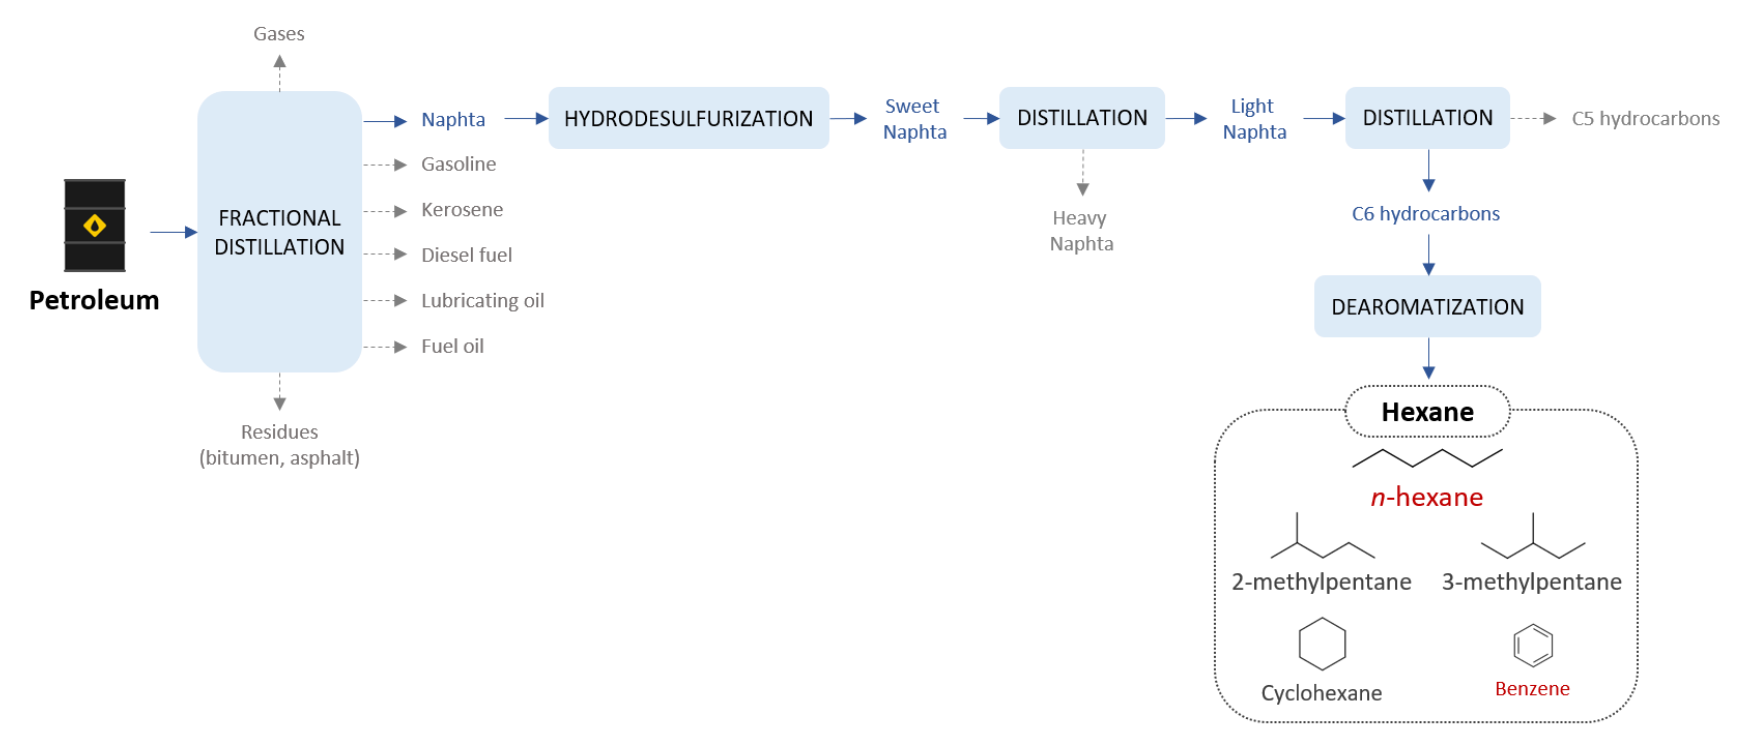 Gases
Naphta
HYDRODESULFURIZATION
Sweet
Naphta
DISTILLATION
Light
Naphta
DISTILLATION
C5 hydrocarbons
Gasoline
Kerosene
Diesel fuel
Lubricating oil
Fuel oil
FRACTIONAL
DISTILLATION
Petroleum
Heavy
Naphta
C6 hydrocarbons
DEAROMATIZATION
Residues
(bitumen, asphalt)
Hexane
n-hexane
2-methylpentane
3-methylpentane
Cyclohexane
Benzene